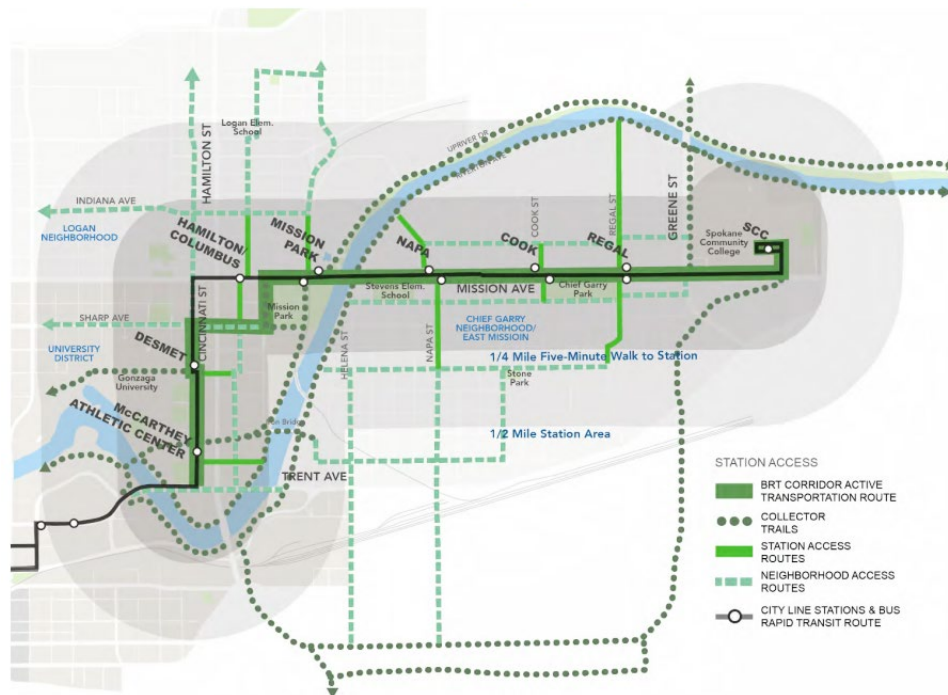 Logan Elem.
School
HAMILTON ST
UPRIVER DR
INDIANA AVE
LOGAN
NEIGHBORHOOD
HAMILTON/
COLUMBUS
MISSION
PARK
NAPA
COOK ST
COOK
REGAL ST
REGAL
GREENE ST
SCC
Spokane
Community
College
Stevens Elem.
School
MISSION AVE
Chief Garry
Park
Mission
Park
CINCINNATI ST
SHARP AVE
UNIVERSITY
DISTRICT
DESMET
CHIEF GARRY
NEIGHBORHOOD/
EAST MISSIOIN
HELENA ST
NAPA ST
1/4 Mile Five-Minute Walk to Station
Stone
Park
Gonzaga
University
McCARTHEY
ATHLETIC CENTER
1/2 Mile Station Area
TRENT AVE
STATION ACCESS
BRT CORRIDOR ACTIVE
TRANSPORTATION ROUTE
COLLECTOR
TRAILS
STATION ACCESS
ROUTES
NEIGHBORHOOD ACCESS
ROUTES
CITY LINE STATIONS & BUS
RAPID TRANSIT ROUTE